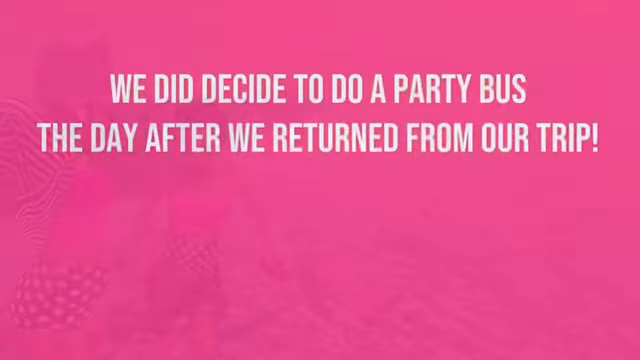 WE DID DECIDE TO DO A PARTY BUS
THE DAY AFTER WE RETURNED FROM OUR TRIP!